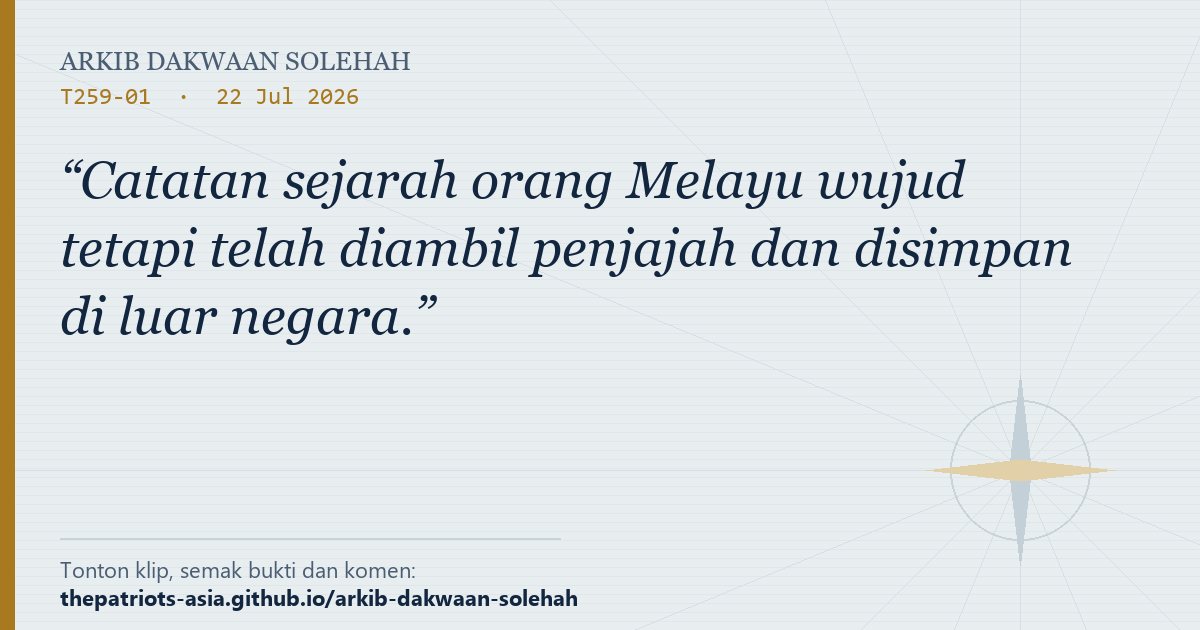 ARKIB DAKWAAN SOLEHAH
T259-01 · 22 Jul 2026
“Catatan sejarah orang Melayu wujud
tetapi telah diambil penjajah dan disimpan
di luar negara.”
Tonton klip, semak bukti dan komen:
thepatriots-asia.github.io/arkib-dakwaan-solehah